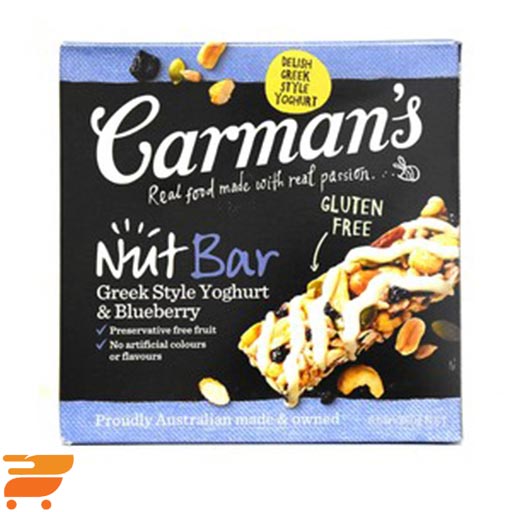 DELISH
GREEK
STYLE
YOGHURT
Carman's
Real food made with real passion...
GLUTEN
FREE
Nut Bar
Greek Style Yoghurt
& Blueberry
✓ Preservative free fruit
✓ No artificial colours
or flavours
Proudly Australian made & owned
NET